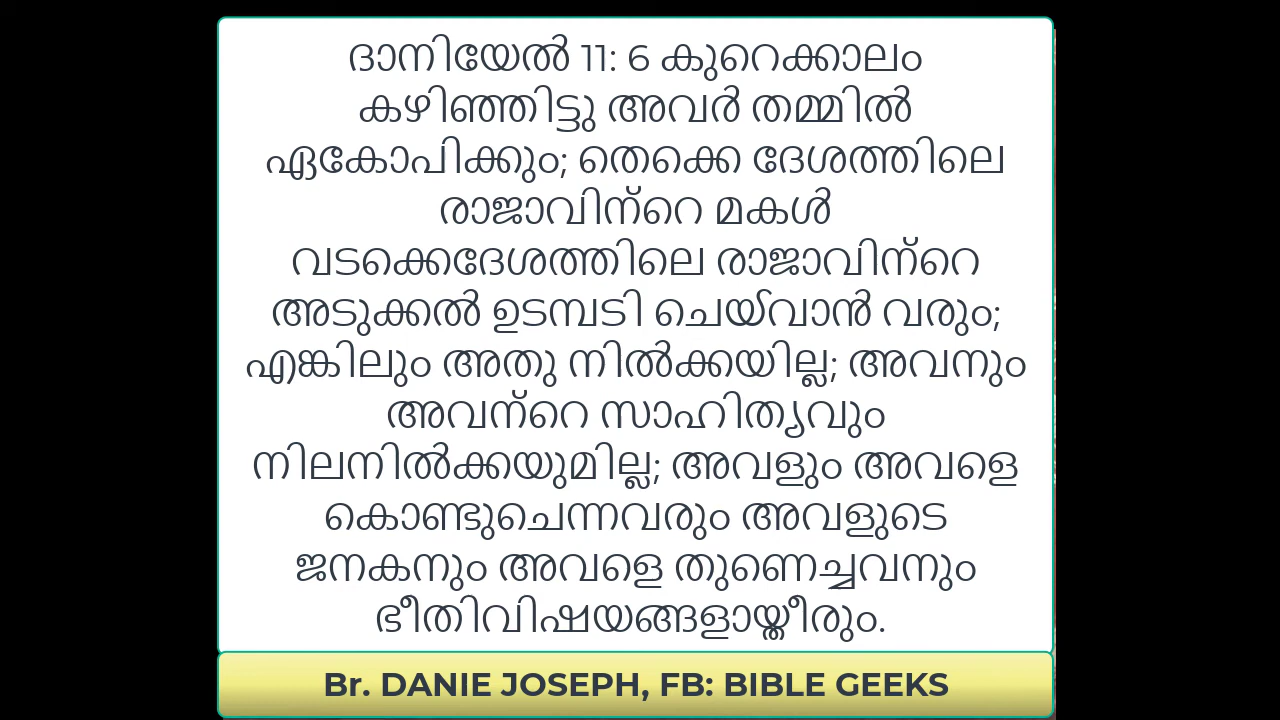 ദാനിയേൽ 11: 6 കുറെക്കാലം
കഴിഞ്ഞിട്ടു അവർ തമ്മിൽ
ഏകോപിക്കും; തെക്കെ ദേശത്തിലെ
രാജാവിന്റെ മകൾ
വടക്കെദേശത്തിലെ രാജാവിന്റെ
അടുക്കൽ ഉടമ്പടി ചെയ്‌വാൻ വരും;
എങ്കിലും അതു നിൽക്കയില്ല; അവനും
അവന്റെ സാഹിത്യവും
നിലനിൽക്കയുമില്ല; അവളും അവളെ
കൊണ്ടുചെന്നവരും അവളുടെ
ജനകനും അവളെ തുണെച്ചവനും
ഭീതിവിഷയങ്ങളായ്തീരും.
Br. DANIE JOSEPH, FB: BIBLE GEEKS